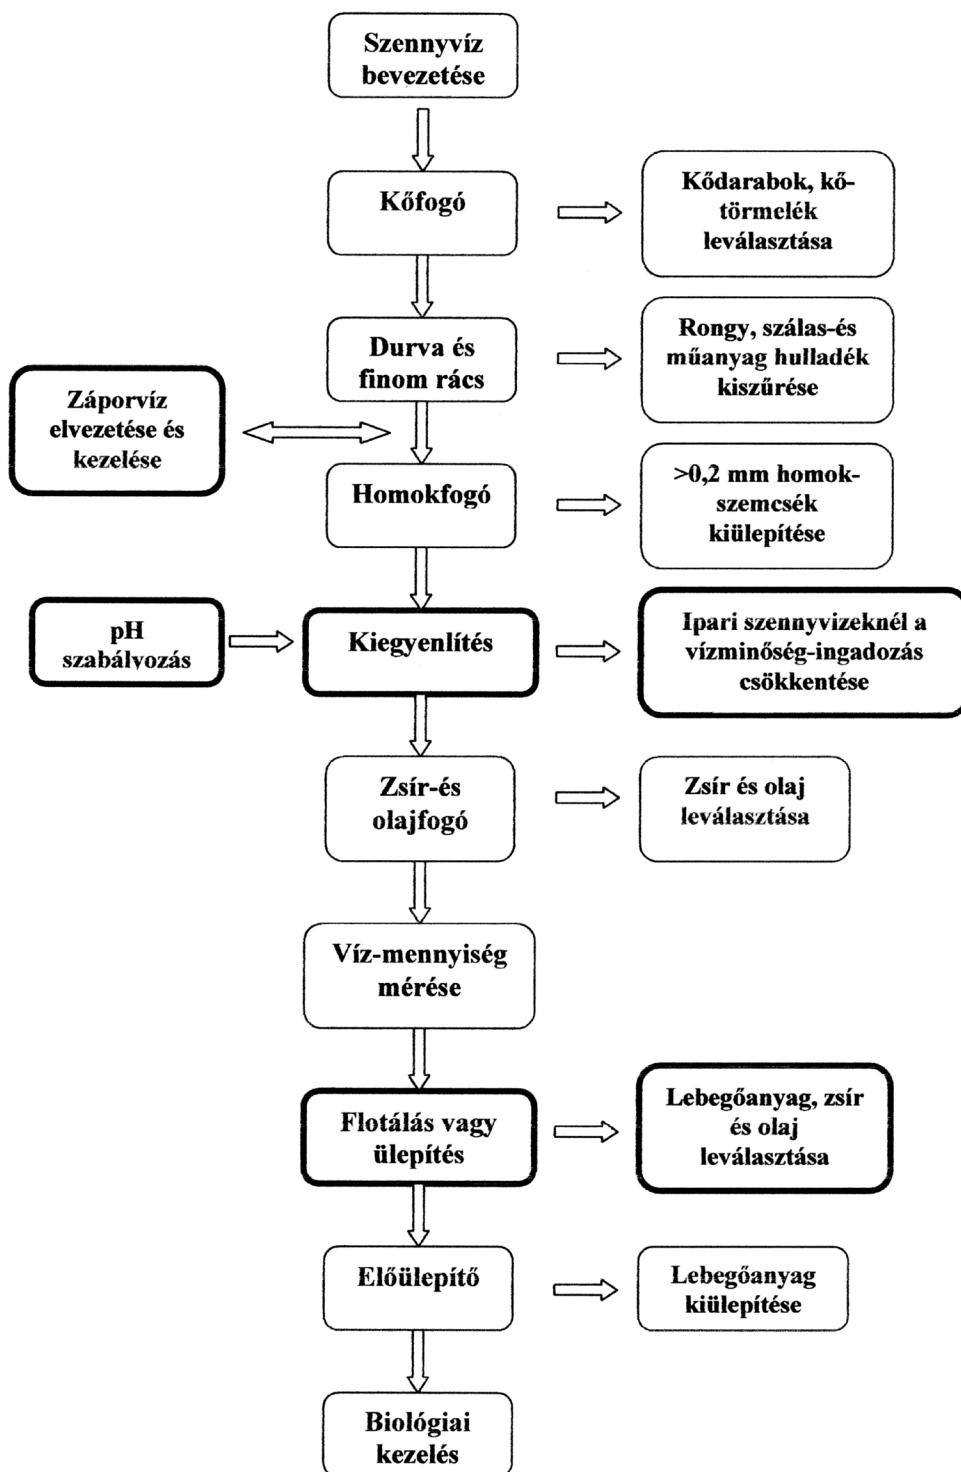 Szennyvíz
bevezetése
Kőfogó
Kődarabok, kő-
törmelék
leválasztása
Durva és
finom rács
Rongy, szálas-és
műanyag hulladék
kiszűrése
Záporvíz
elvezetése és
kezelése
Homokfogó
>0,2 mm homok-
szemcsék
kiülepítése
pH
szabálvozás
Kiegyenlítés
Ipari szennyvizeknél a
vízminőség-ingadozás
csökkentése
Zsír-és
olajfogó
Zsír és olaj
leválasztása
Víz-mennyiség
mérése
Flotálás vagy
ülepítés
Lebegőanyag, zsír
és olaj
leválasztása
Előülepítő
Lebegőanyag
kiülepítése
Biológiai
kezelés